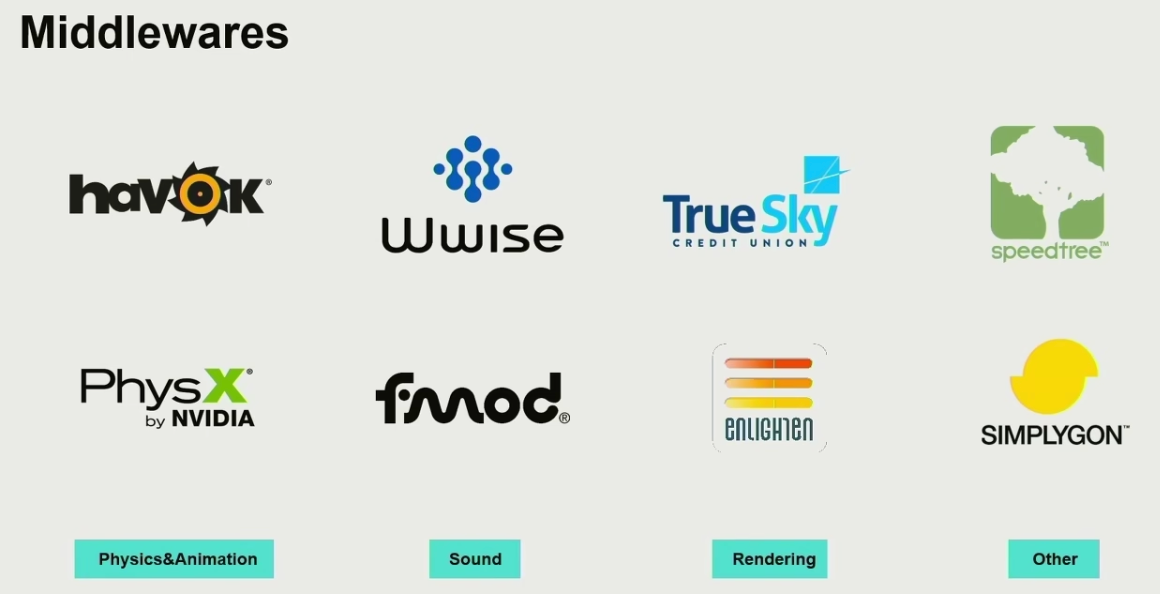 Middlewares
havok®
Wwise
True Sky
CREDIT UNION
speedtree™
PhysX®
by NVIDIA
fmod®
ENLIGHTEN
SIMPLYGON™
Physics&Animation
Sound
Rendering
Other